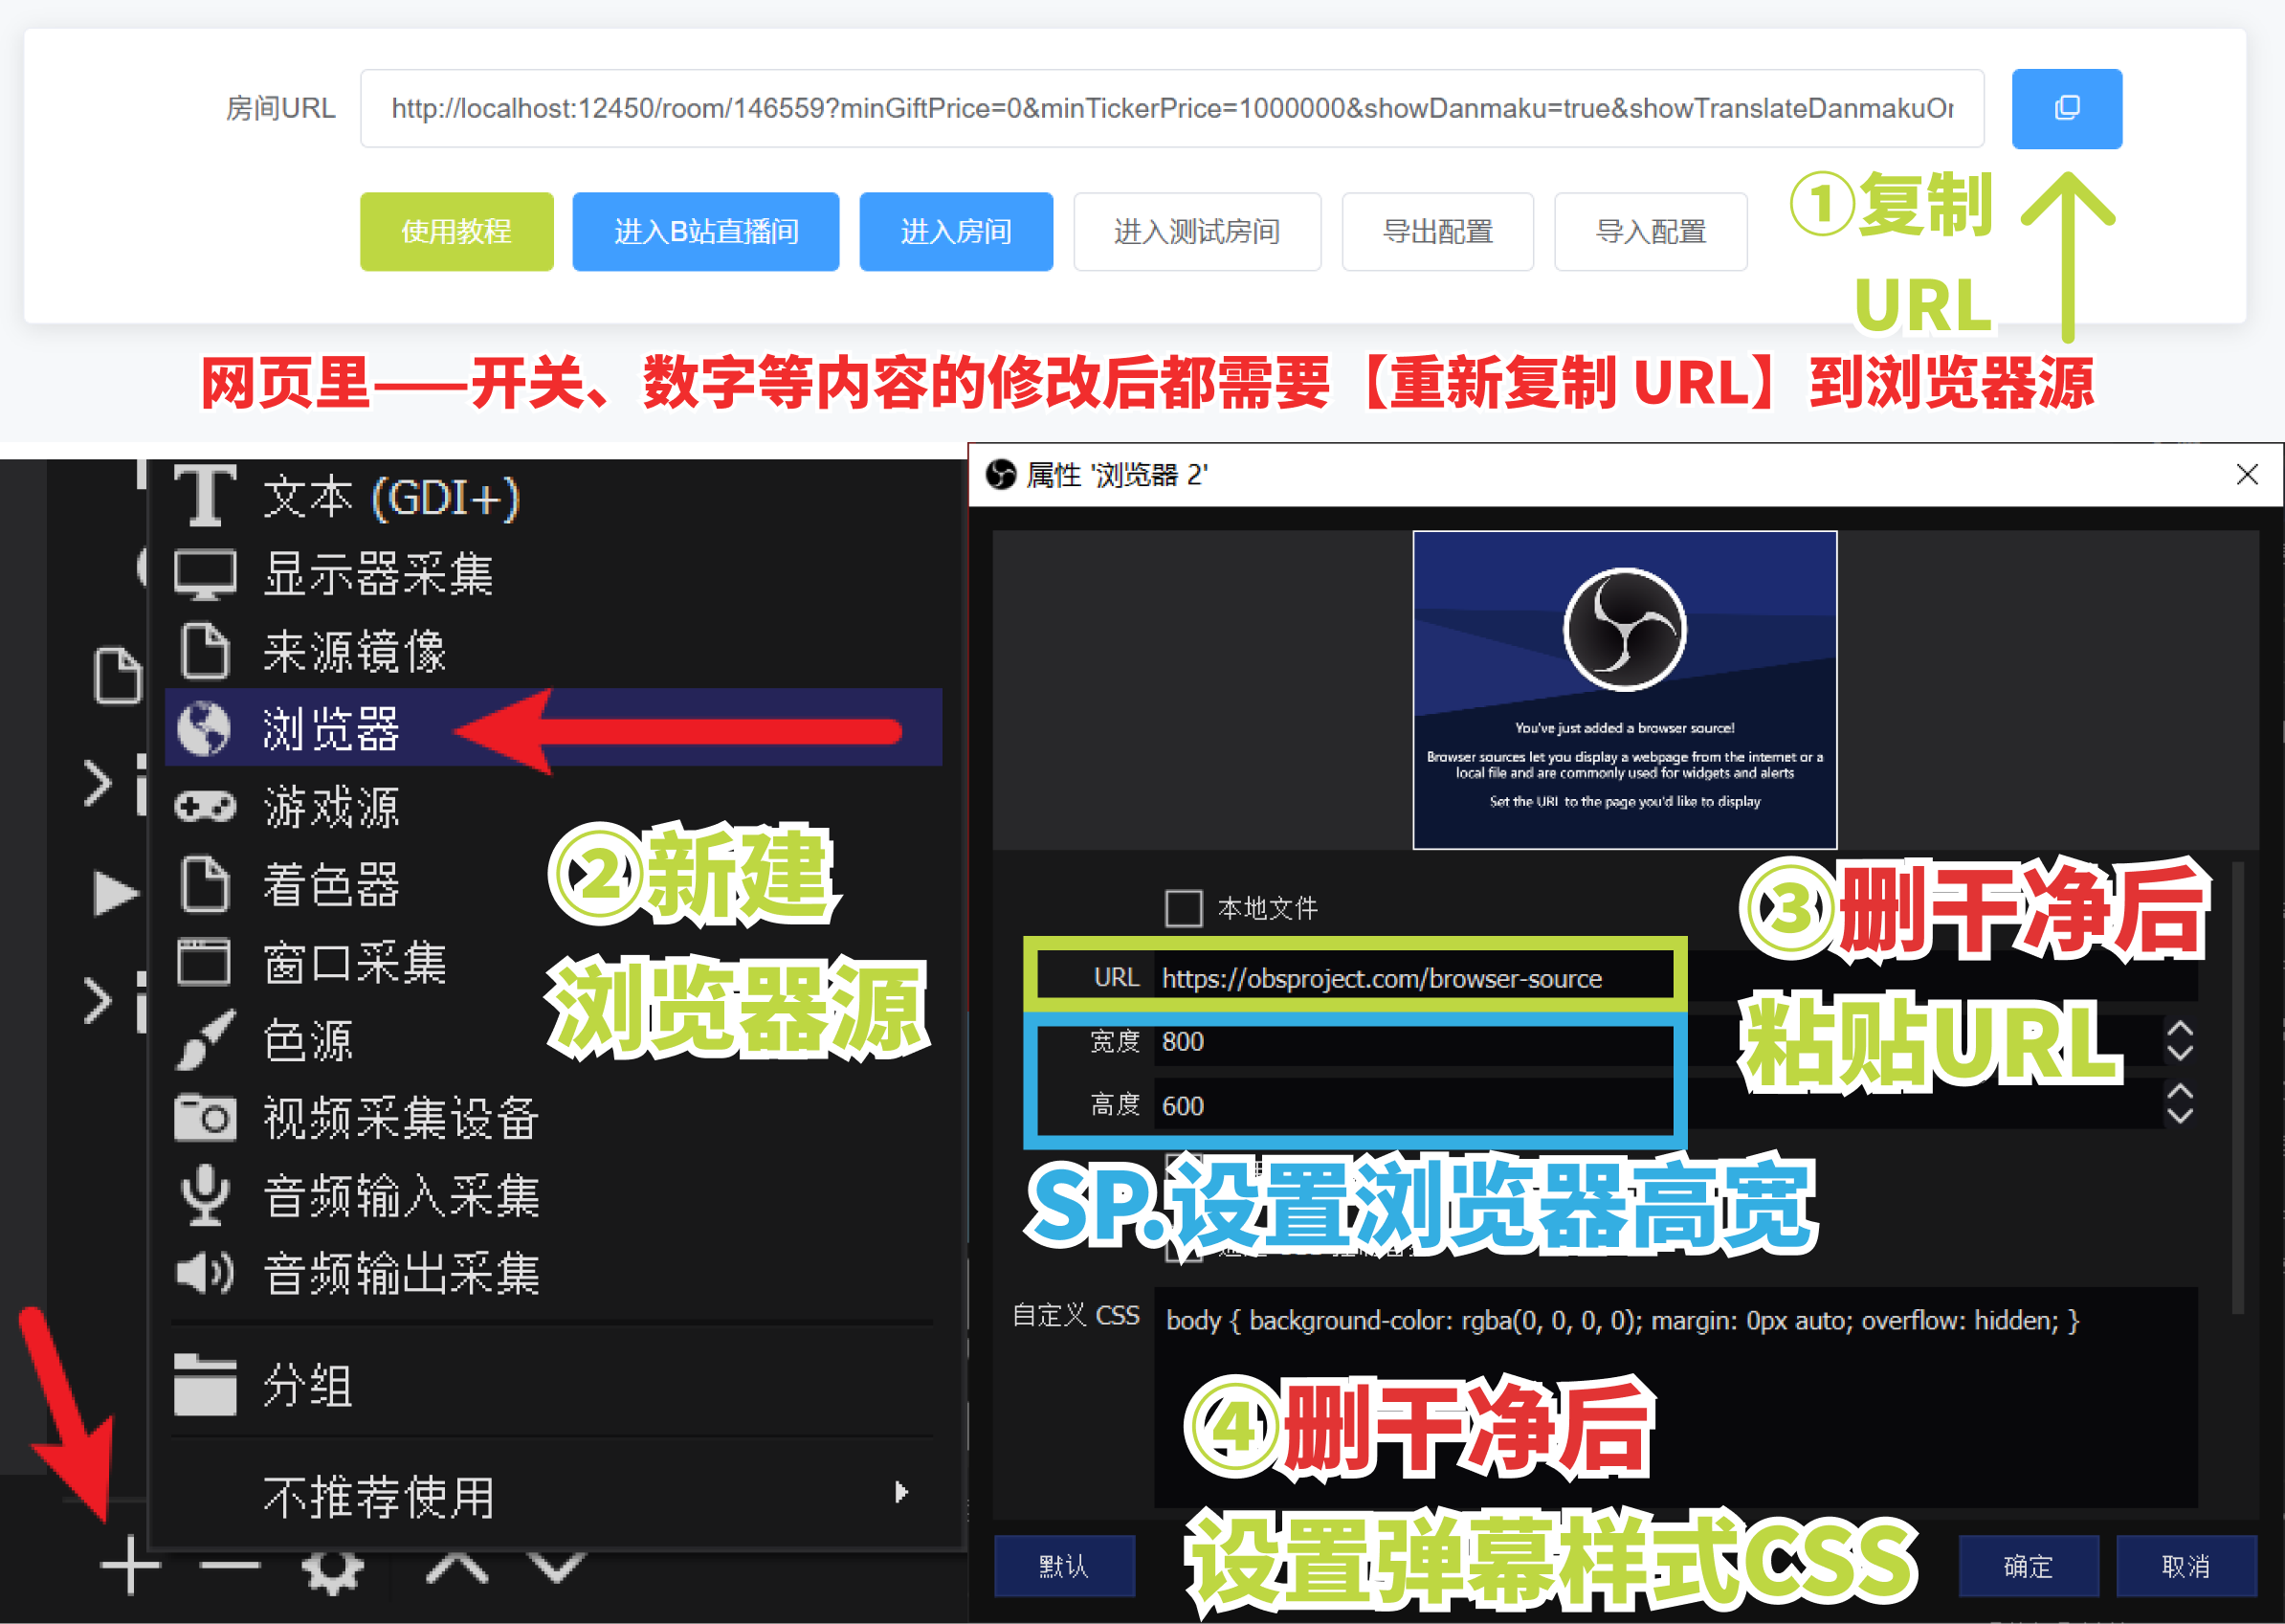 房间URL
http://localhost:12450/room/146559?minGiftPrice=0&minTickerPrice=1000000&showDanmaku=true&showTranslateDanmakuOr
使用教程
进入B站直播间
进入房间
进入测试房间
导出配置
导入配置
①复制
URL
网页里——开关、数字等内容的修改后都需要【重新复制 URL】到浏览器源
文本 (GDI+)
显示器采集
来源镜像
浏览器
游戏源
着色器
窗口采集
色源
视频采集设备
音频输入采集
音频输出采集
分组
不推荐使用
②新建
浏览器源
属性 '浏览器 2'
You've just added a browser source!
Browser sources let you display a webpage from the internet or a
local file and are commonly used for widgets and alerts
Set the URL to the page you'd like to display
本地文件
URL https://obsproject.com/browser-source
宽度 800
高度 600
③删干净后
粘贴URL
SP.设置浏览器高宽
自定义 CSS
body { background-color: rgba(0, 0, 0, 0); margin: 0px auto; overflow: hidden; }
④删干净后
设置弹幕样式CSS
默认
确定
取消